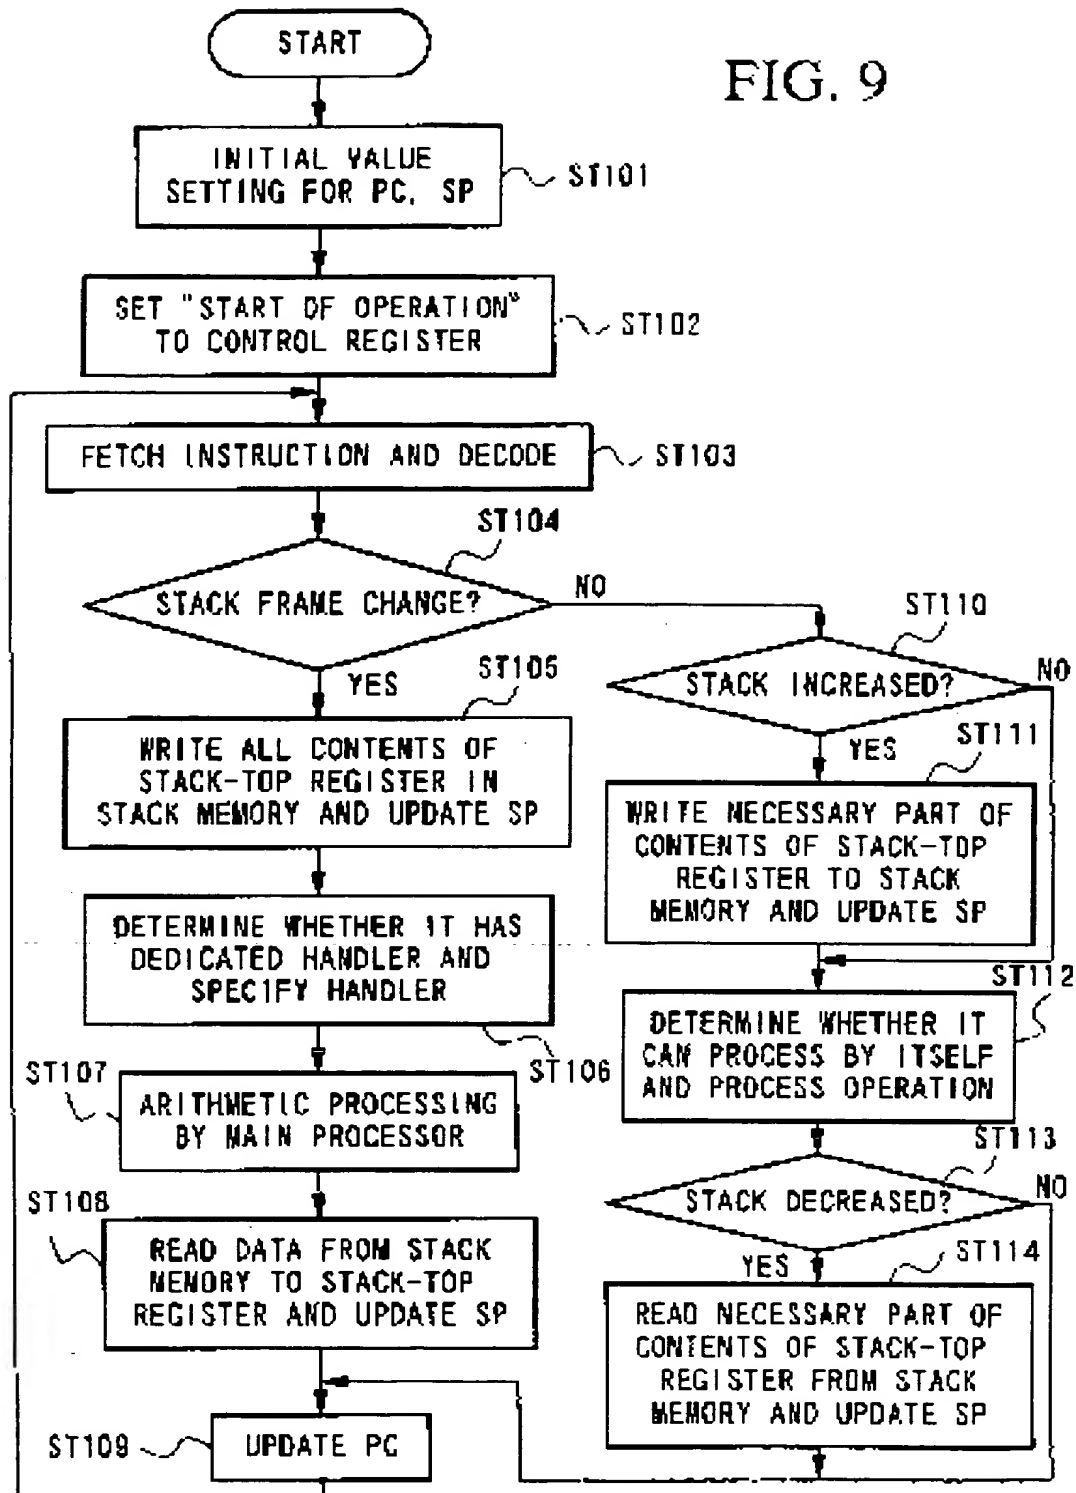 START
FIG. 9
INITIAL VALUE
SETTING FOR PC, SP
ST101
SET "START OF OPERATION"
TO CONTROL REGISTER
ST102
FETCH INSTRUCTION AND DECODE
ST103
ST104
STACK FRAME CHANGE?
NO
YES
ST105
WRITE ALL CONTENTS OF
STACK-TOP REGISTER IN
STACK MEMORY AND UPDATE SP
DETERMINE WHETHER IT HAS
DEDICATED HANDLER AND
SPECIFY HANDLER
ST106
ST107
ARITHMETIC PROCESSING
BY MAIN PROCESSOR
ST108
READ DATA FROM STACK
MEMORY TO STACK-TOP
REGISTER AND UPDATE SP
ST109
UPDATE PC
ST110
STACK INCREASED?
NO
YES
ST111
WRITE NECESSARY PART OF
CONTENTS OF STACK-TOP
REGISTER TO STACK
MEMORY AND UPDATE SP
ST112
DETERMINE WHETHER IT
CAN PROCESS BY ITSELF
AND PROCESS OPERATION
ST113
STACK DECREASED?
NO
YES
ST114
READ NECESSARY PART OF
CONTENTS OF STACK-TOP
REGISTER FROM STACK
MEMORY AND UPDATE SP